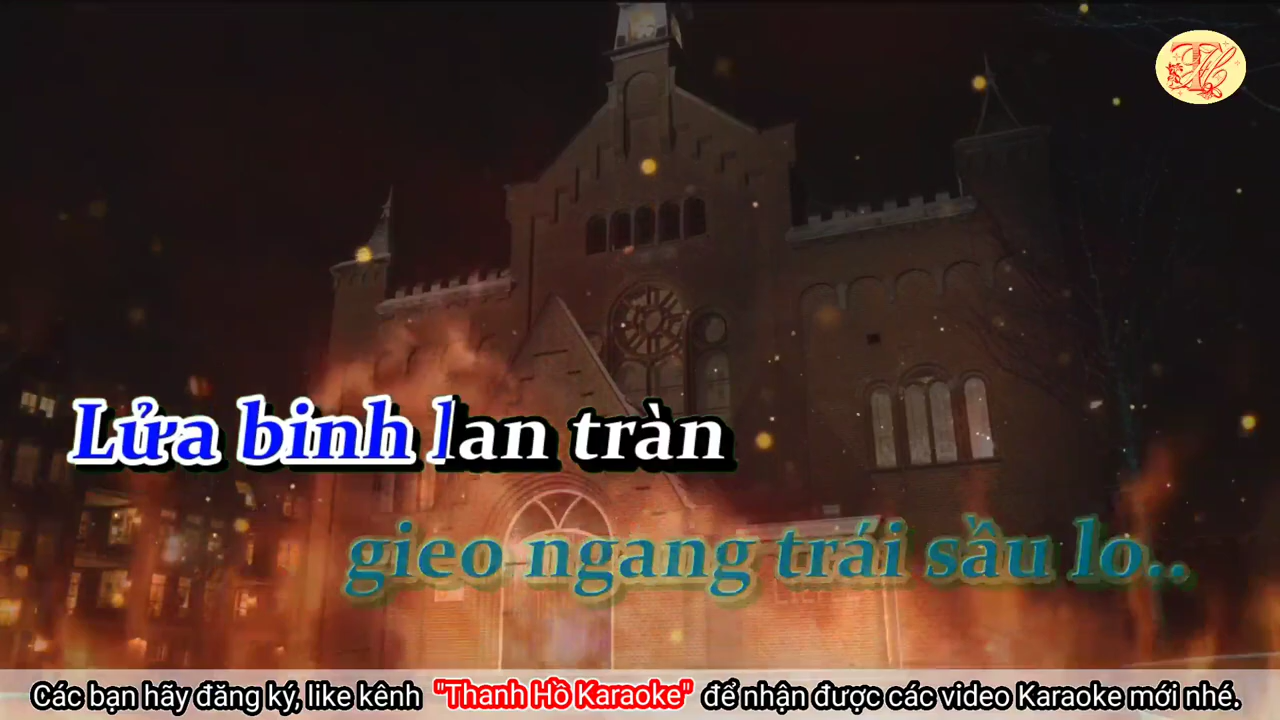 Lửa binh lan tràn
gieo ngang trái sầu lo..
Các bạn hãy đăng ký, like kênh "Thanh Hồ Karaoke" để nhận được các video Karaoke mới nhé.